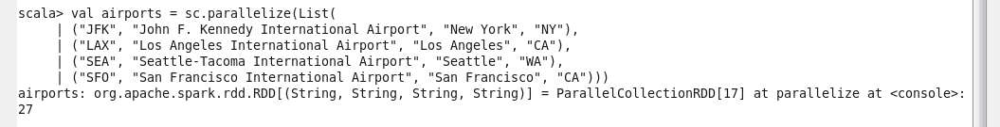 scala> val airports = sc.parallelize(List(
     | ("JFK", "John F. Kennedy International Airport", "New York", "NY"),
     | ("LAX", "Los Angeles International Airport", "Los Angeles", "CA"),
     | ("SEA", "Seattle-Tacoma International Airport", "Seattle", "WA"),
     | ("SFO", "San Francisco International Airport", "San Francisco", "CA")))
airports: org.apache.spark.rdd.RDD[(String, String, String, String)] = ParallelCollectionRDD[17] at parallelize at <console>:
27